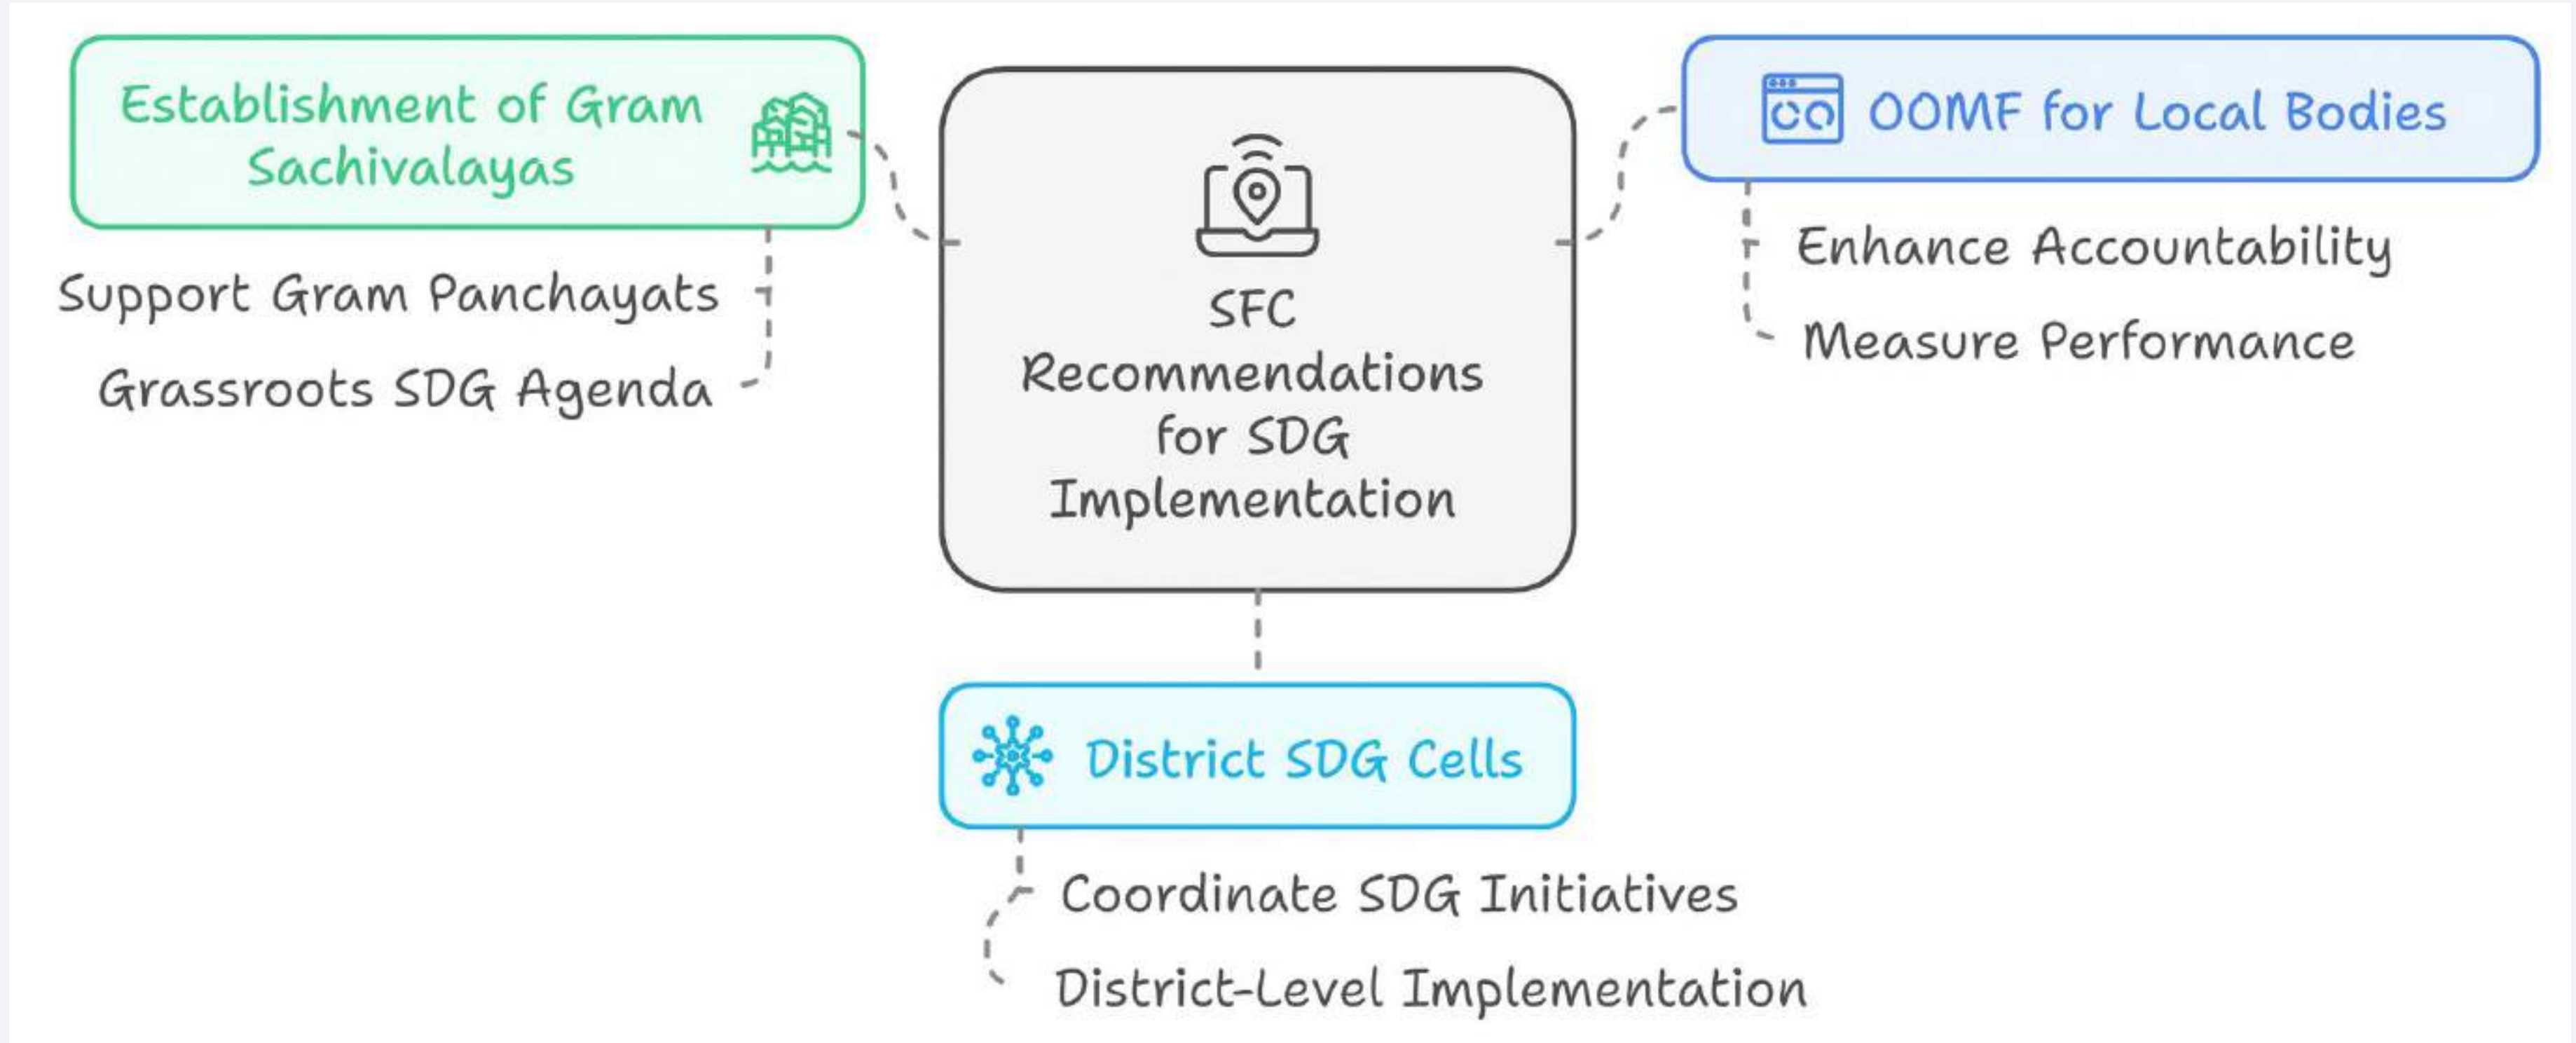 Establishment of Gram
Sachivalayas
Support Gram Panchayats
Grassroots SDG Agenda
SFC
Recommendations
for SDG
Implementation
OOMF for Local Bodies
Enhance Accountability
Measure Performance
District SDG Cells
Coordinate SDG Initiatives
District-Level Implementation